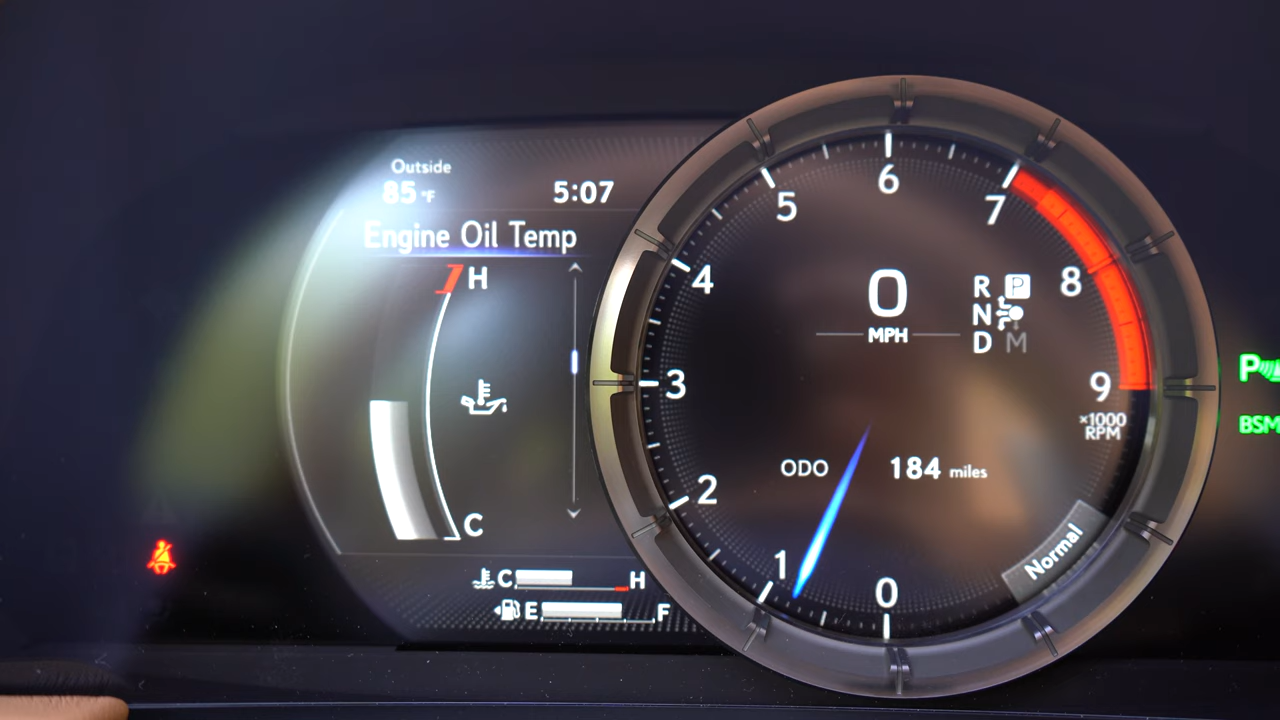 Outside
85 °F
5:07
Engine Oil Temp
H
C
C H
E F
0
1
2
3
4
5
6
7
8
9
×1000
RPM
0
MPH
R P
N
D M
ODO 184 miles
Normal
P
BSM